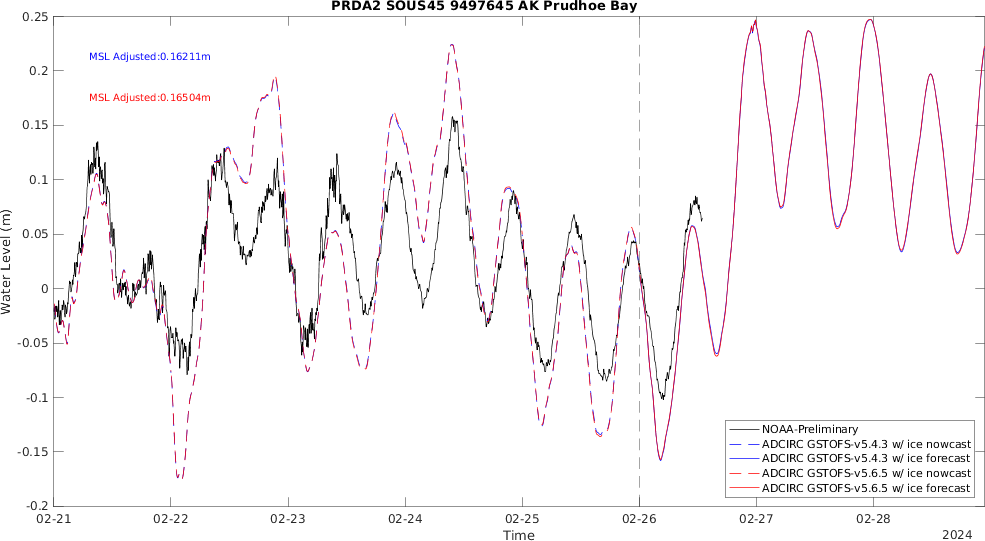 PRDA2 SOUS45 9497645 AK Prudhoe Bay
0.25
0.2
0.15
0.1
0.05
0
-0.05
-0.1
-0.15
-0.2
Water Level (m)
MSL Adjusted:0.16211m
MSL Adjusted:0.16504m
NOAA-Preliminary
ADCIRC GSTOFS-v5.4.3 w/ ice nowcast
ADCIRC GSTOFS-v5.4.3 w/ ice forecast
ADCIRC GSTOFS-v5.6.5 w/ ice nowcast
ADCIRC GSTOFS-v5.6.5 w/ ice forecast
02-21 02-22 02-23 02-24 02-25 02-26 02-27 02-28
Time
2024